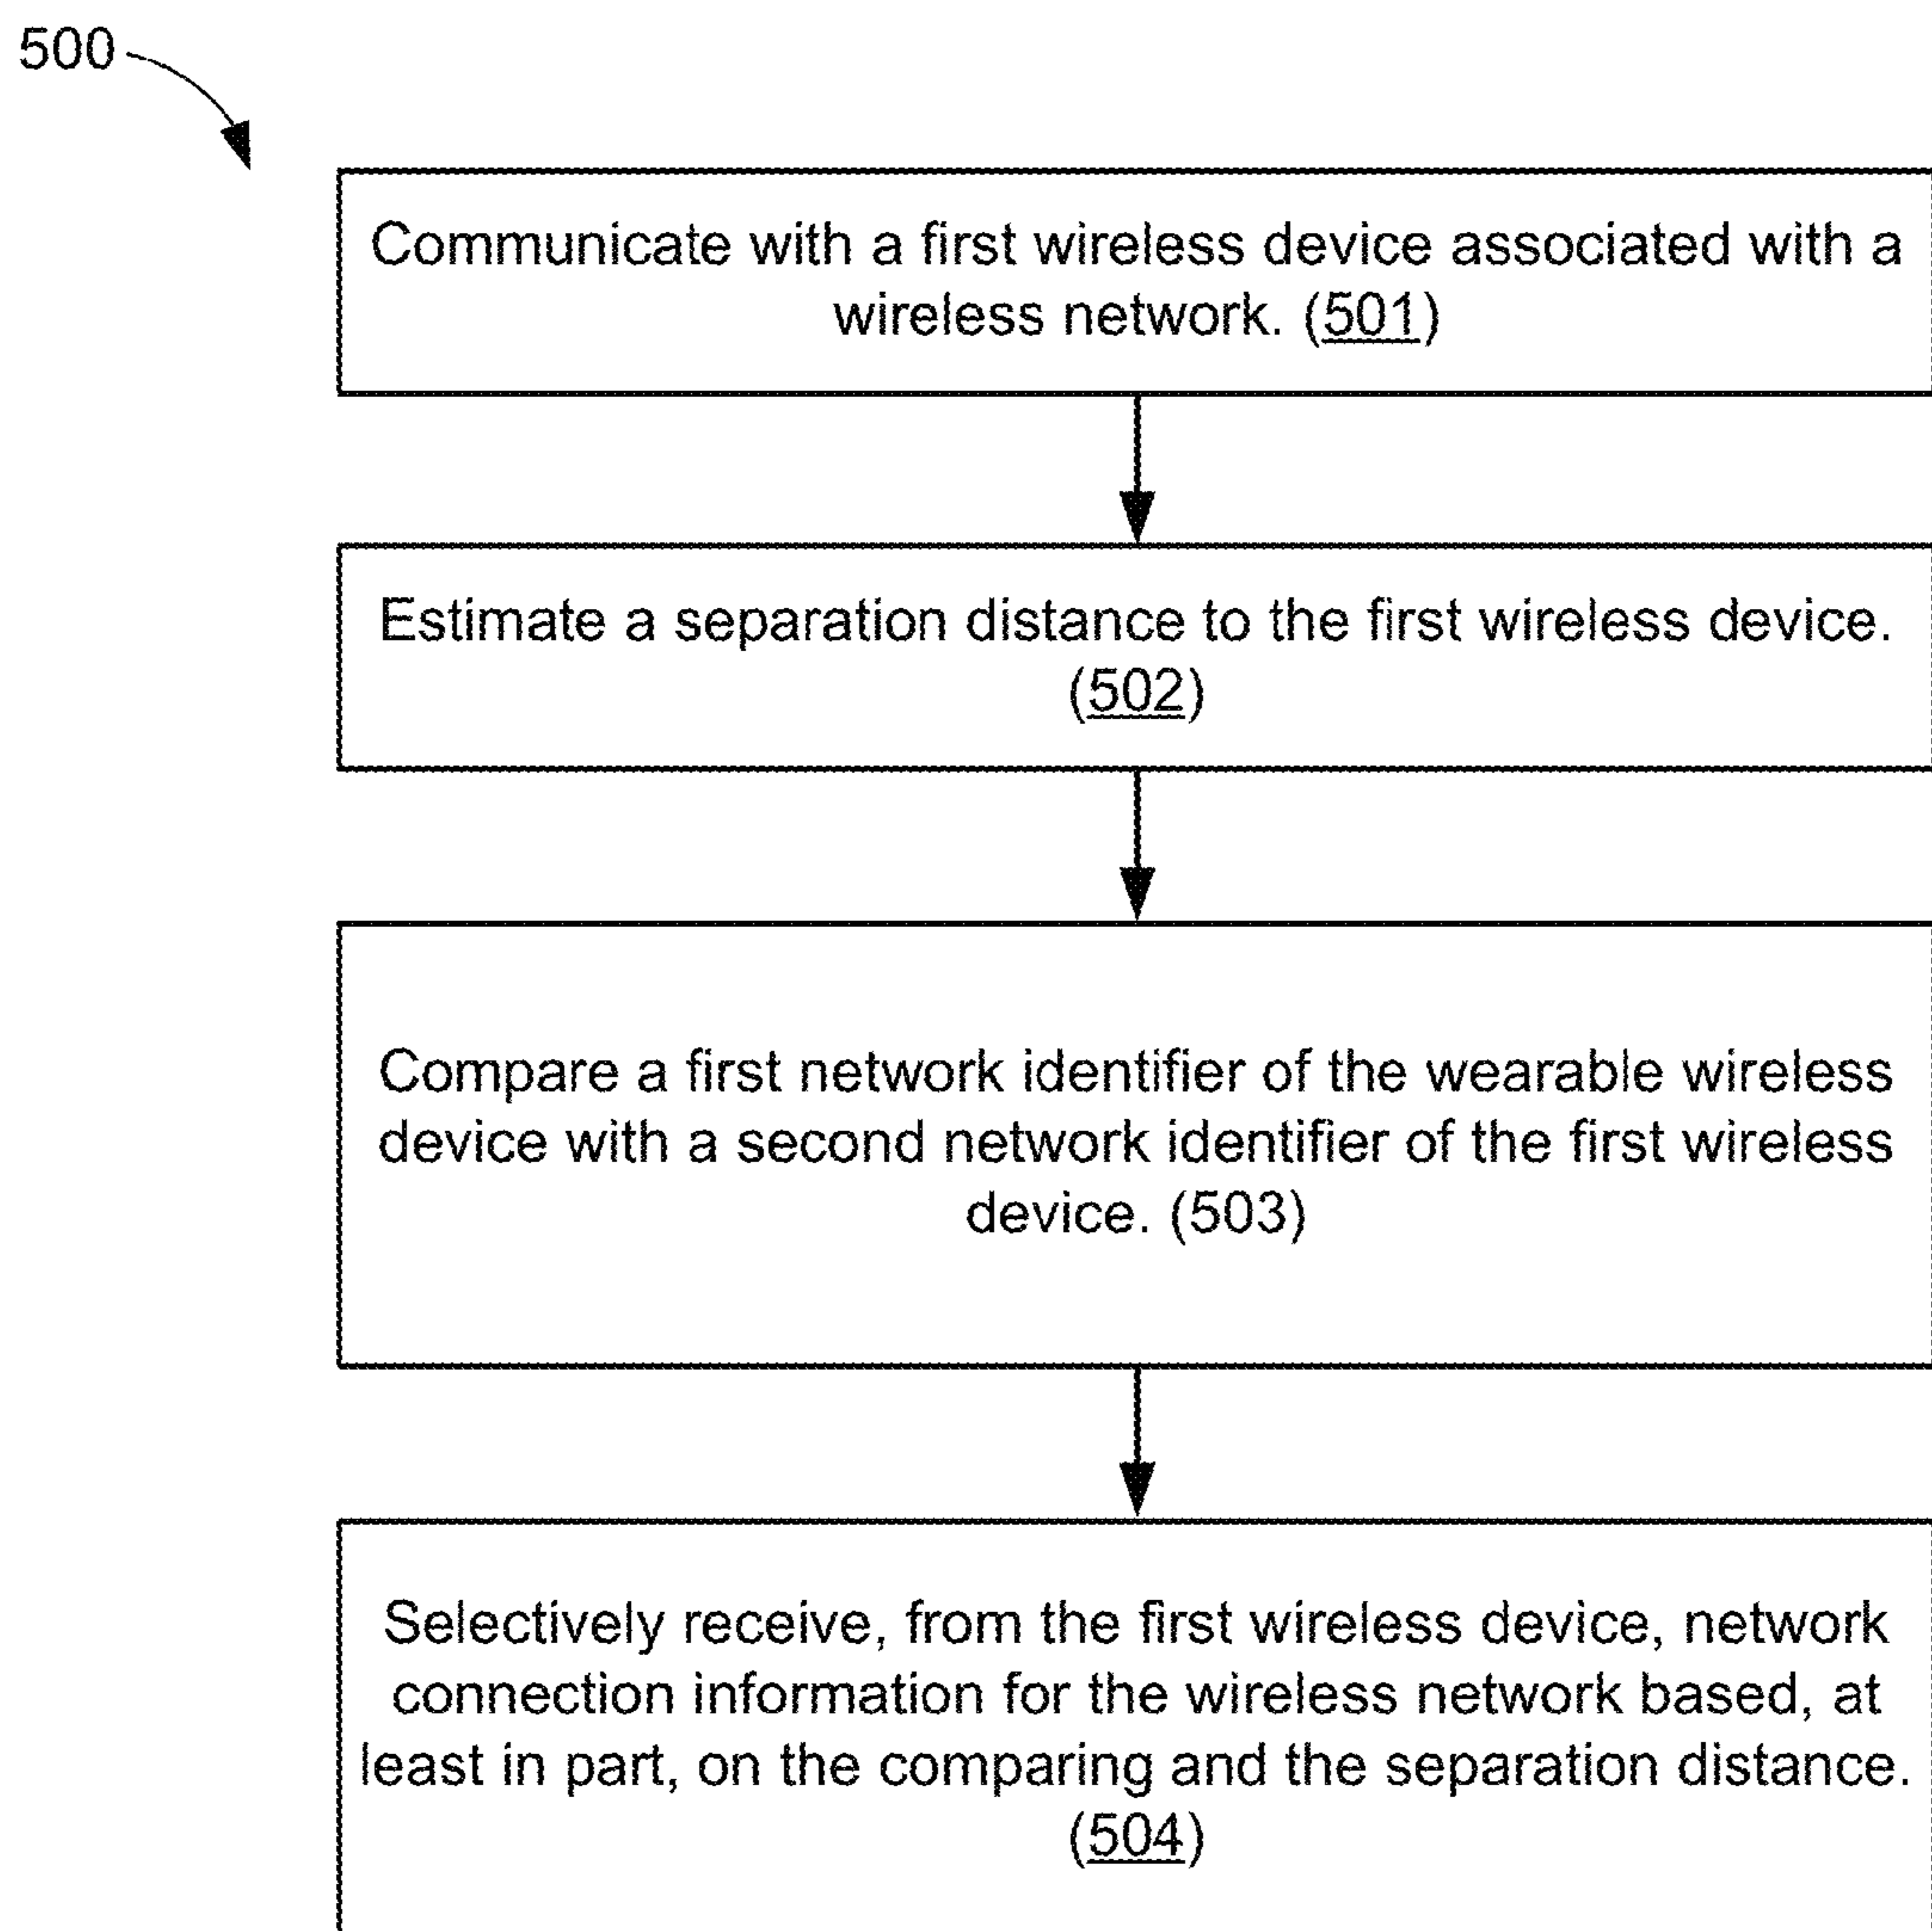 500
Communicate with a first wireless device associated with a
wireless network. (501)
Estimate a separation distance to the first wireless device.
(502)
Compare a first network identifier of the wearable wireless
device with a second network identifier of the first wireless
device. (503)
Selectively receive, from the first wireless device, network
connection information for the wireless network based, at
least in part, on the comparing and the separation distance.
(504)